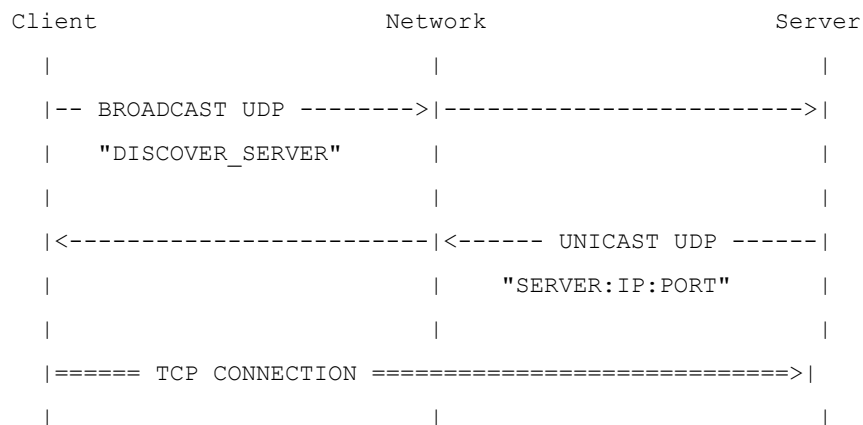 Client                  Network                  Server
  |                          |                          |
  |-- BROADCAST UDP -------->|------------------------->|
  |   "DISCOVER_SERVER"      |                          |
  |                          |                          |
  |<--------------------------|<------ UNICAST UDP ------|
  |                          |    "SERVER:IP:PORT"      |
  |                          |                          |
  |====== TCP CONNECTION =============================>|
  |                          |                          |